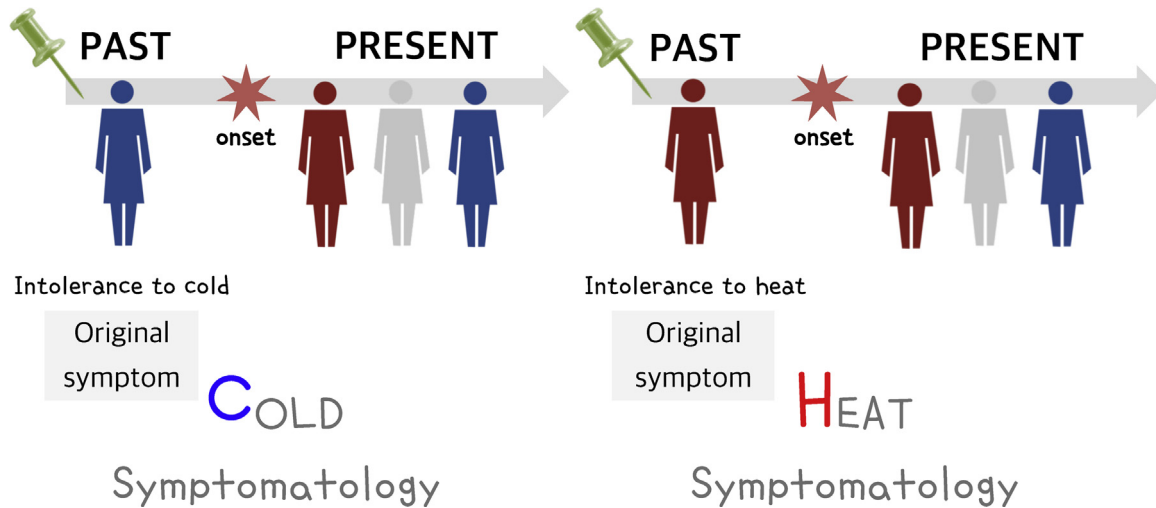 PAST
PRESENT
onset
Intolerance to cold
Original
symptom
COLD
Symptomatology
PAST
PRESENT
onset
Intolerance to heat
Original
symptom
HEAT
Symptomatology